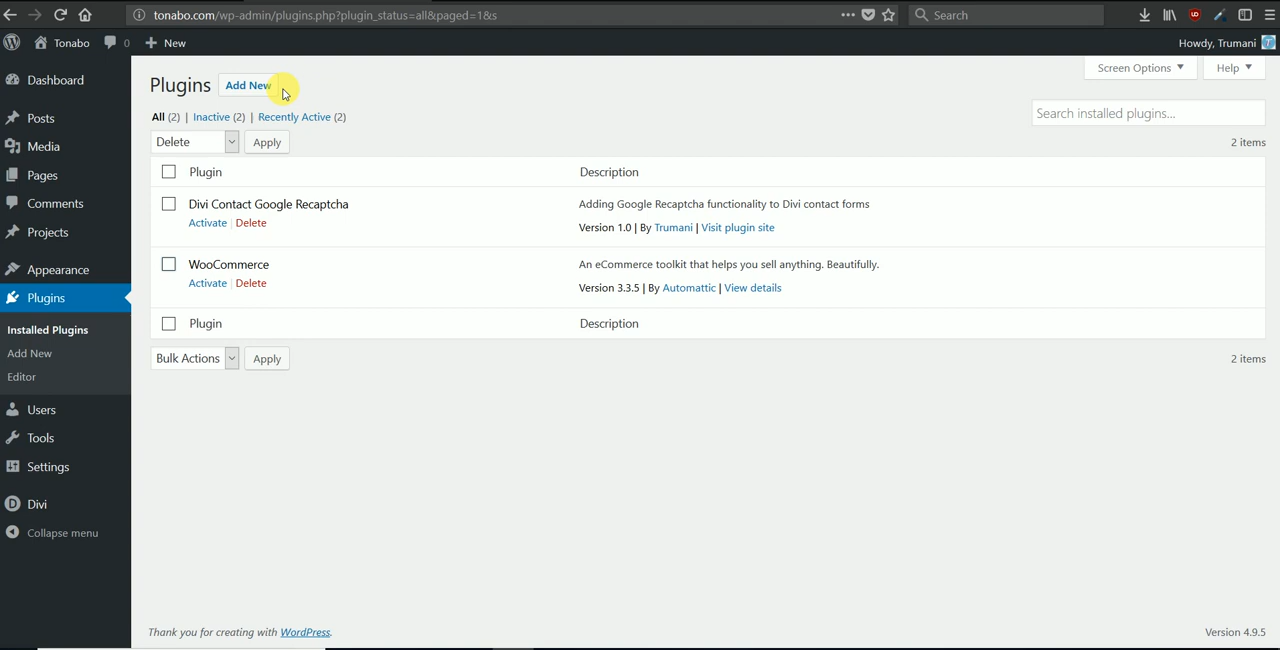 tonabo.com/wp-admin/plugins.php?plugin_status=all&paged=1&s
Search
Tonabo 0 New
Howdy, Trumani
Screen Options Help
Plugins Add New
All (2) | Inactive (2) | Recently Active (2)
Search installed plugins...
Delete Apply
2 items
Plugin Description
Divi Contact Google Recaptcha Adding Google Recaptcha functionality to Divi contact forms
Activate | Delete Version 1.0 | By Trumani | Visit plugin site
WooCommerce An eCommerce toolkit that helps you sell anything. Beautifully.
Activate | Delete Version 3.3.5 | By Automattic | View details
Plugin Description
Bulk Actions Apply
2 items
Dashboard
Posts
Media
Pages
Comments
Projects
Appearance
Plugins
Installed Plugins
Add New
Editor
Users
Tools
Settings
Divi
Collapse menu
Thank you for creating with WordPress.
Version 4.9.5